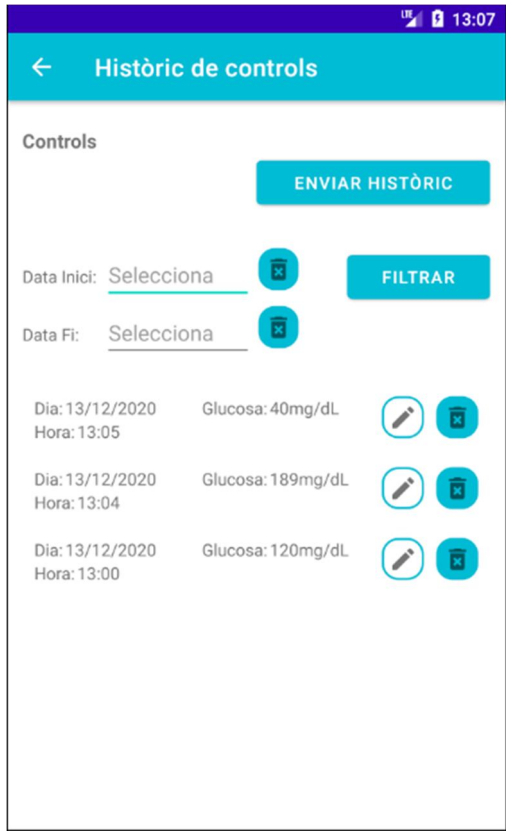 LTE 13:07
Històric de controls
Controls
ENVIAR HISTÒRIC
Data Inici: Selecciona
FILTRAR
Data Fi: Selecciona
Dia: 13/12/2020 Glucosa: 40mg/dL
Hora: 13:05
Dia: 13/12/2020 Glucosa: 189mg/dL
Hora: 13:04
Dia: 13/12/2020 Glucosa: 120mg/dL
Hora: 13:00